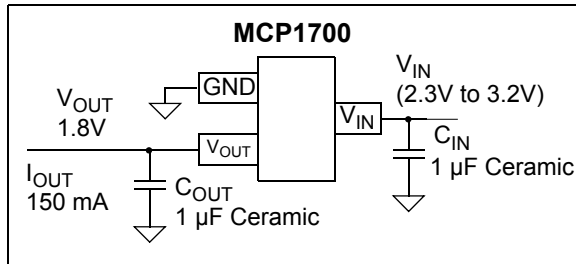 MCP1700
GND
V_OUT
1.8V
V_IN
(2.3V to 3.2V)
V_IN
V_OUT
I_OUT
150 mA
C_OUT
1 µF Ceramic
C_IN
1 µF Ceramic